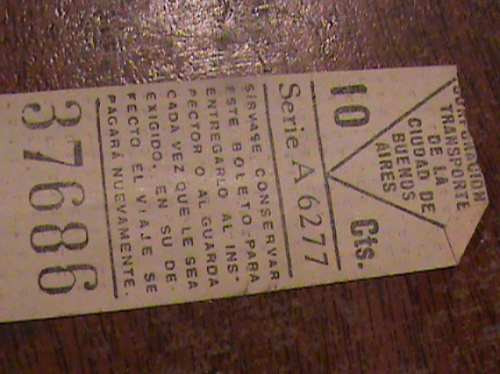 CORPORACION
TRANSPORTE
DE LA
CIUDAD DE
BUENOS
AIRES
10 Cts.
Serie A 6277
SIRVASE CONSERVAR
ESTE BOLETO PARA
ENTREGARLO AL INS-
PECTOR O AL GUARDA
CADA VEZ QUE LE SEA
EXIGIDO. EN SU DE-
FECTO EL VIAJE SE
PAGARÁ NUEVAMENTE.
37686